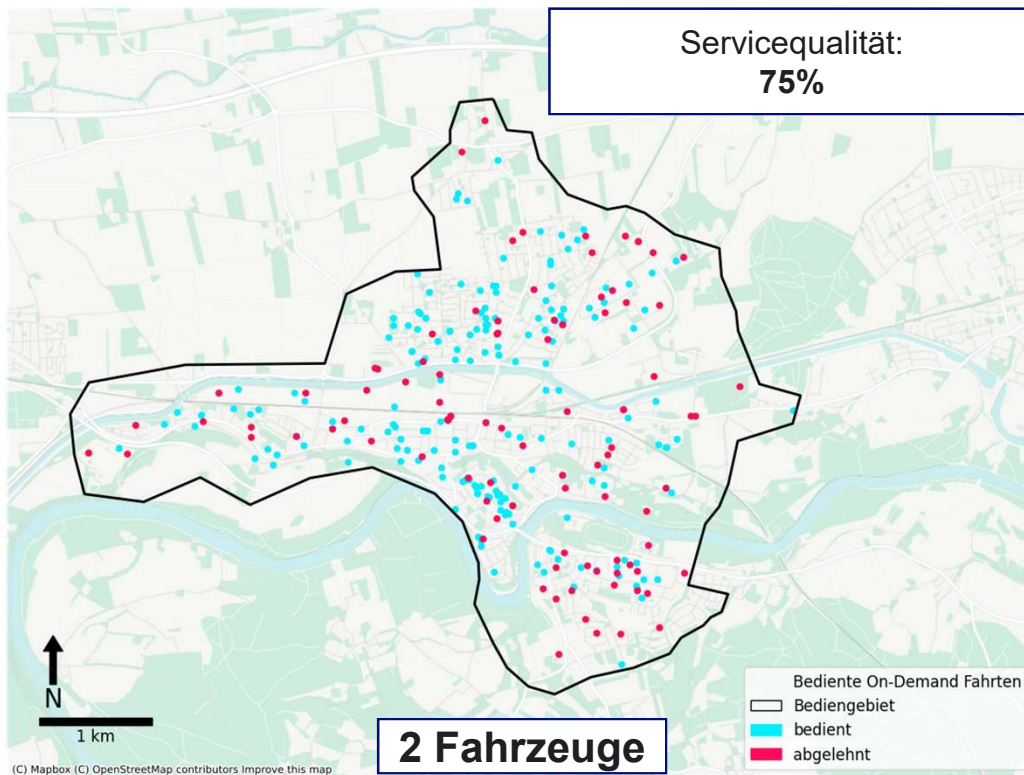 Servicequalität:
75%
N
1 km
2 Fahrzeuge
Bediente On-Demand Fahrten
Bediengebiet
bedient
abgelehnt
(C) Mapbox (C) OpenStreetMap contributors Improve this map